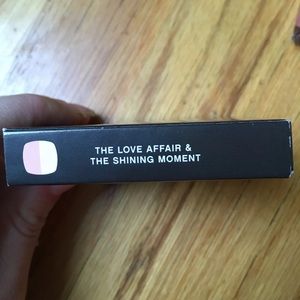 THE LOVE AFFAIR &
THE SHINING MOMENT